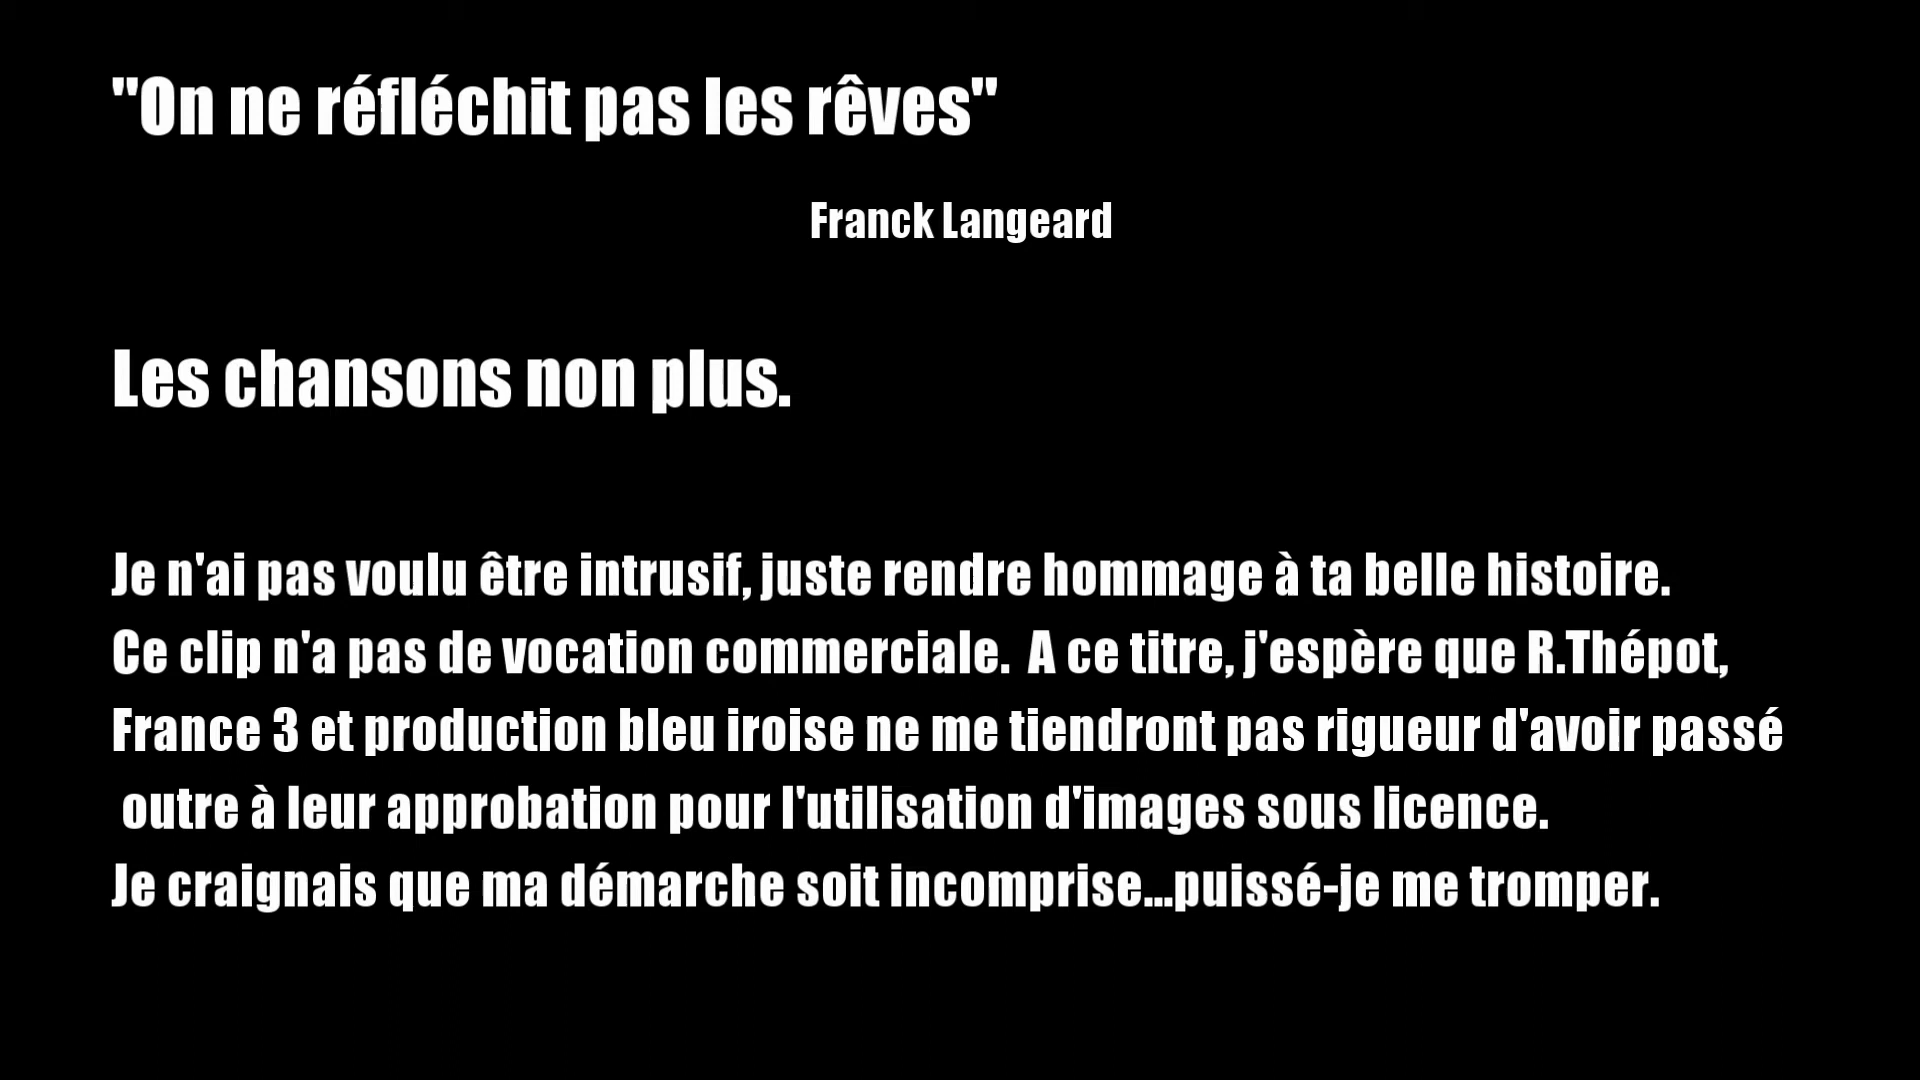 "On ne réfléchit pas les rêves"
Franck Langeard
Les chansons non plus.
Je n'ai pas voulu être intrusif, juste rendre hommage à ta belle histoire.
Ce clip n'a pas de vocation commerciale.  A ce titre, j'espère que R.Thépot,
France 3 et production bleu iroise ne me tiendront pas rigueur d'avoir passé
outre à leur approbation pour l'utilisation d'images sous licence.
Je craignais que ma démarche soit incomprise...puissé-je me tromper.